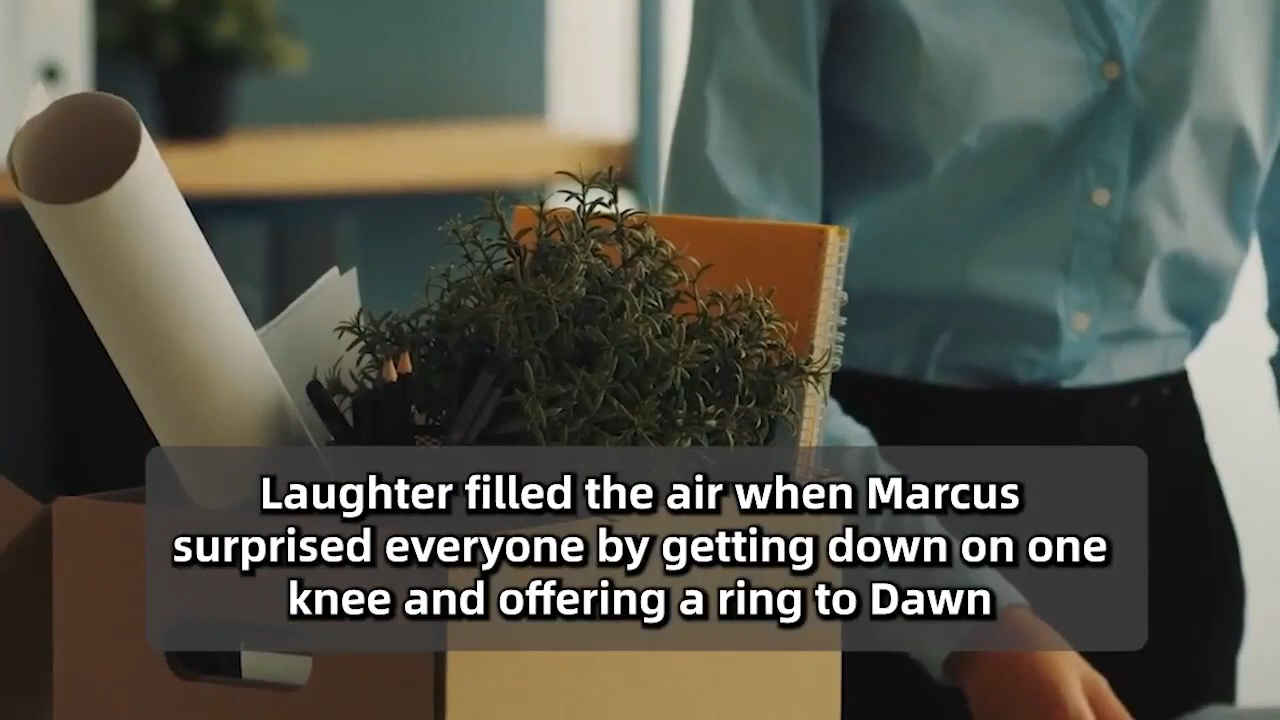 Laughter filled the air when Marcus
surprised everyone by getting down on one
knee and offering a ring to Dawn